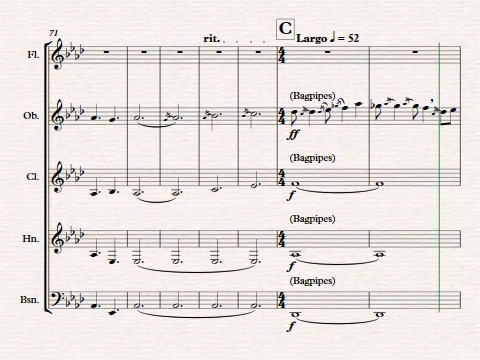 71
rit.
C
Largo ♩ = 52
Fl.
(Bagpipes)
Ob.
ff
(Bagpipes)
Cl.
f
(Bagpipes)
Hn.
f
(Bagpipes)
Bsn.
f